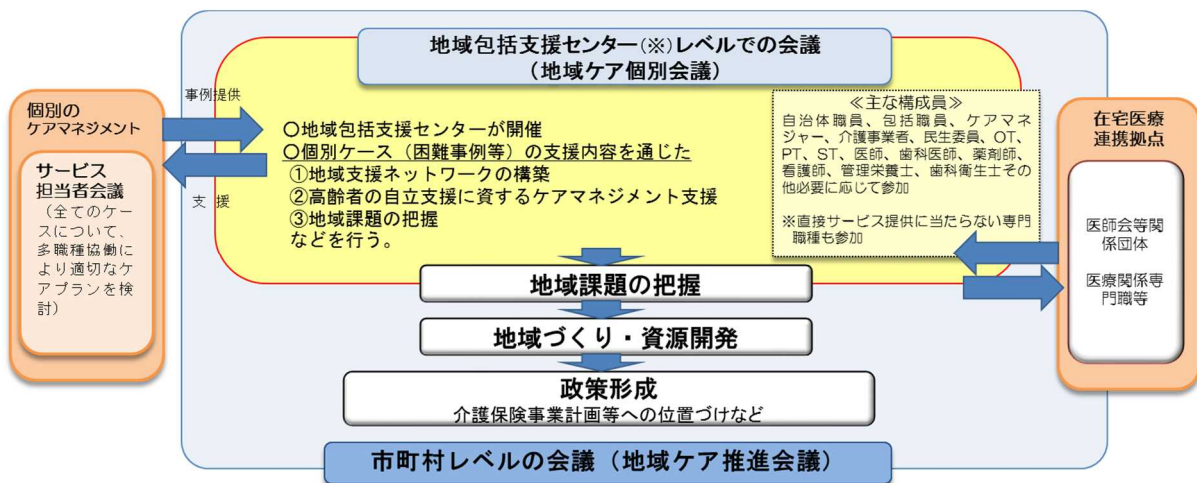 地域包括支援センター(※)レベルでの会議
(地域ケア個別会議)
事例提供
支 援
個別の
ケアマネジメント
サービス
担当者会議
(全てのケー
スについて、
多職種協働に
より適切なケ
アプランを検
討)
〇地域包括支援センターが開催
〇個別ケース(困難事例等)の支援内容を通じた
①地域支援ネットワークの構築
②高齢者の自立支援に資するケアマネジメント支援
③地域課題の把握
などを行う。
≪主な構成員≫
自治体職員、包括職員、ケアマネ
ジャー、介護事業者、民生委員、OT、
PT、ST、医師、歯科医師、薬剤師、
看護師、管理栄養士、歯科衛生士その
他必要に応じて参加
※直接サービス提供に当たらない専門
職種も参加
在宅医療
連携拠点
医師会等関
係団体
医療関係専
門職等
地域課題の把握
地域づくり・資源開発
政策形成
介護保険事業計画等への位置づけなど
市町村レベルの会議(地域ケア推進会議)